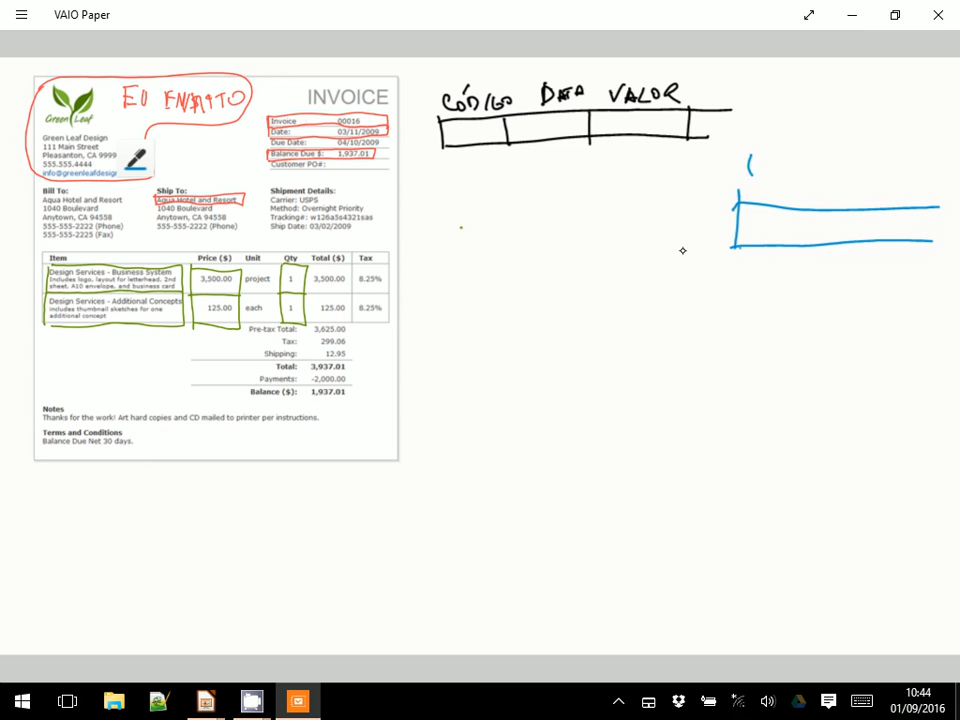 VAIO Paper
EU EMMITO
CÓDIGO DATA VALOR
(
Green Leaf
INVOICE
Green Leaf Design
111 Main Street
Pleasanton, CA 9999
555.555.4444
info@greenleafdesign
Invoice 00016
Date: 03/11/2009
Due Date: 04/10/2009
Balance Due $: 1,937.01
Customer PO#:
Bill To:
Aqua Hotel and Resort
1040 Boulevard
Anytown, CA 94558
555-555-2222 (Phone)
555-555-2225 (Fax)
Ship To:
Aqua Hotel and Resort
1040 Boulevard
Anytown, CA 94558
555-555-2222 (Phone)
Shipment Details:
Carrier: USPS
Method: Overnight Priority
Tracking#: w126a5s4321sas
Ship Date: 03/02/2009
Item Price ($) Unit Qty Total ($) Tax
Design Services - Business System 3,500.00 project 1 3,500.00 8.25%
Includes logo, layout for letterhead, 2nd
sheet, A10 envelope, and business card
Design Services - Additional Concepts 125.00 each 1 125.00 8.25%
includes thumbnail sketches for one
additional concept
Pre-tax Total: 3,625.00
Tax: 299.06
Shipping: 12.95
Total: 3,937.01
Payments: -2,000.00
Balance ($): 1,937.01
Notes
Thanks for the work! Art hard copies and CD mailed to printer per instructions.
Terms and Conditions
Balance Due Net 30 days.
10:44
01/09/2016